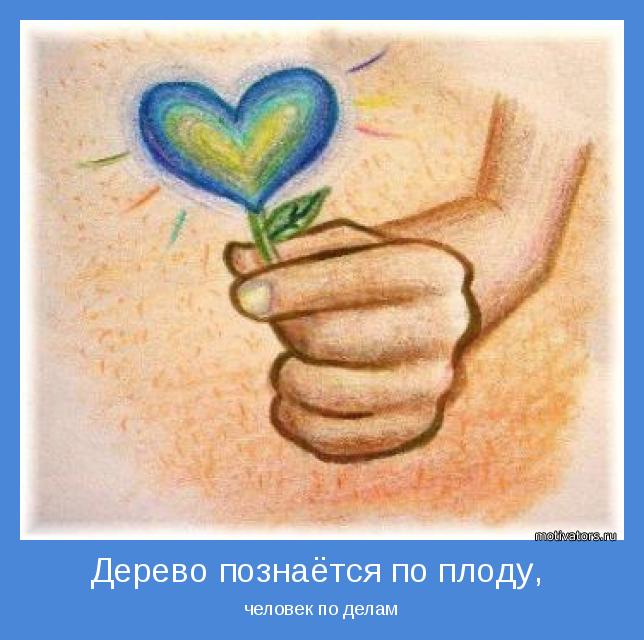 motivators.ru
Дерево познаётся по плоду,
человек по делам